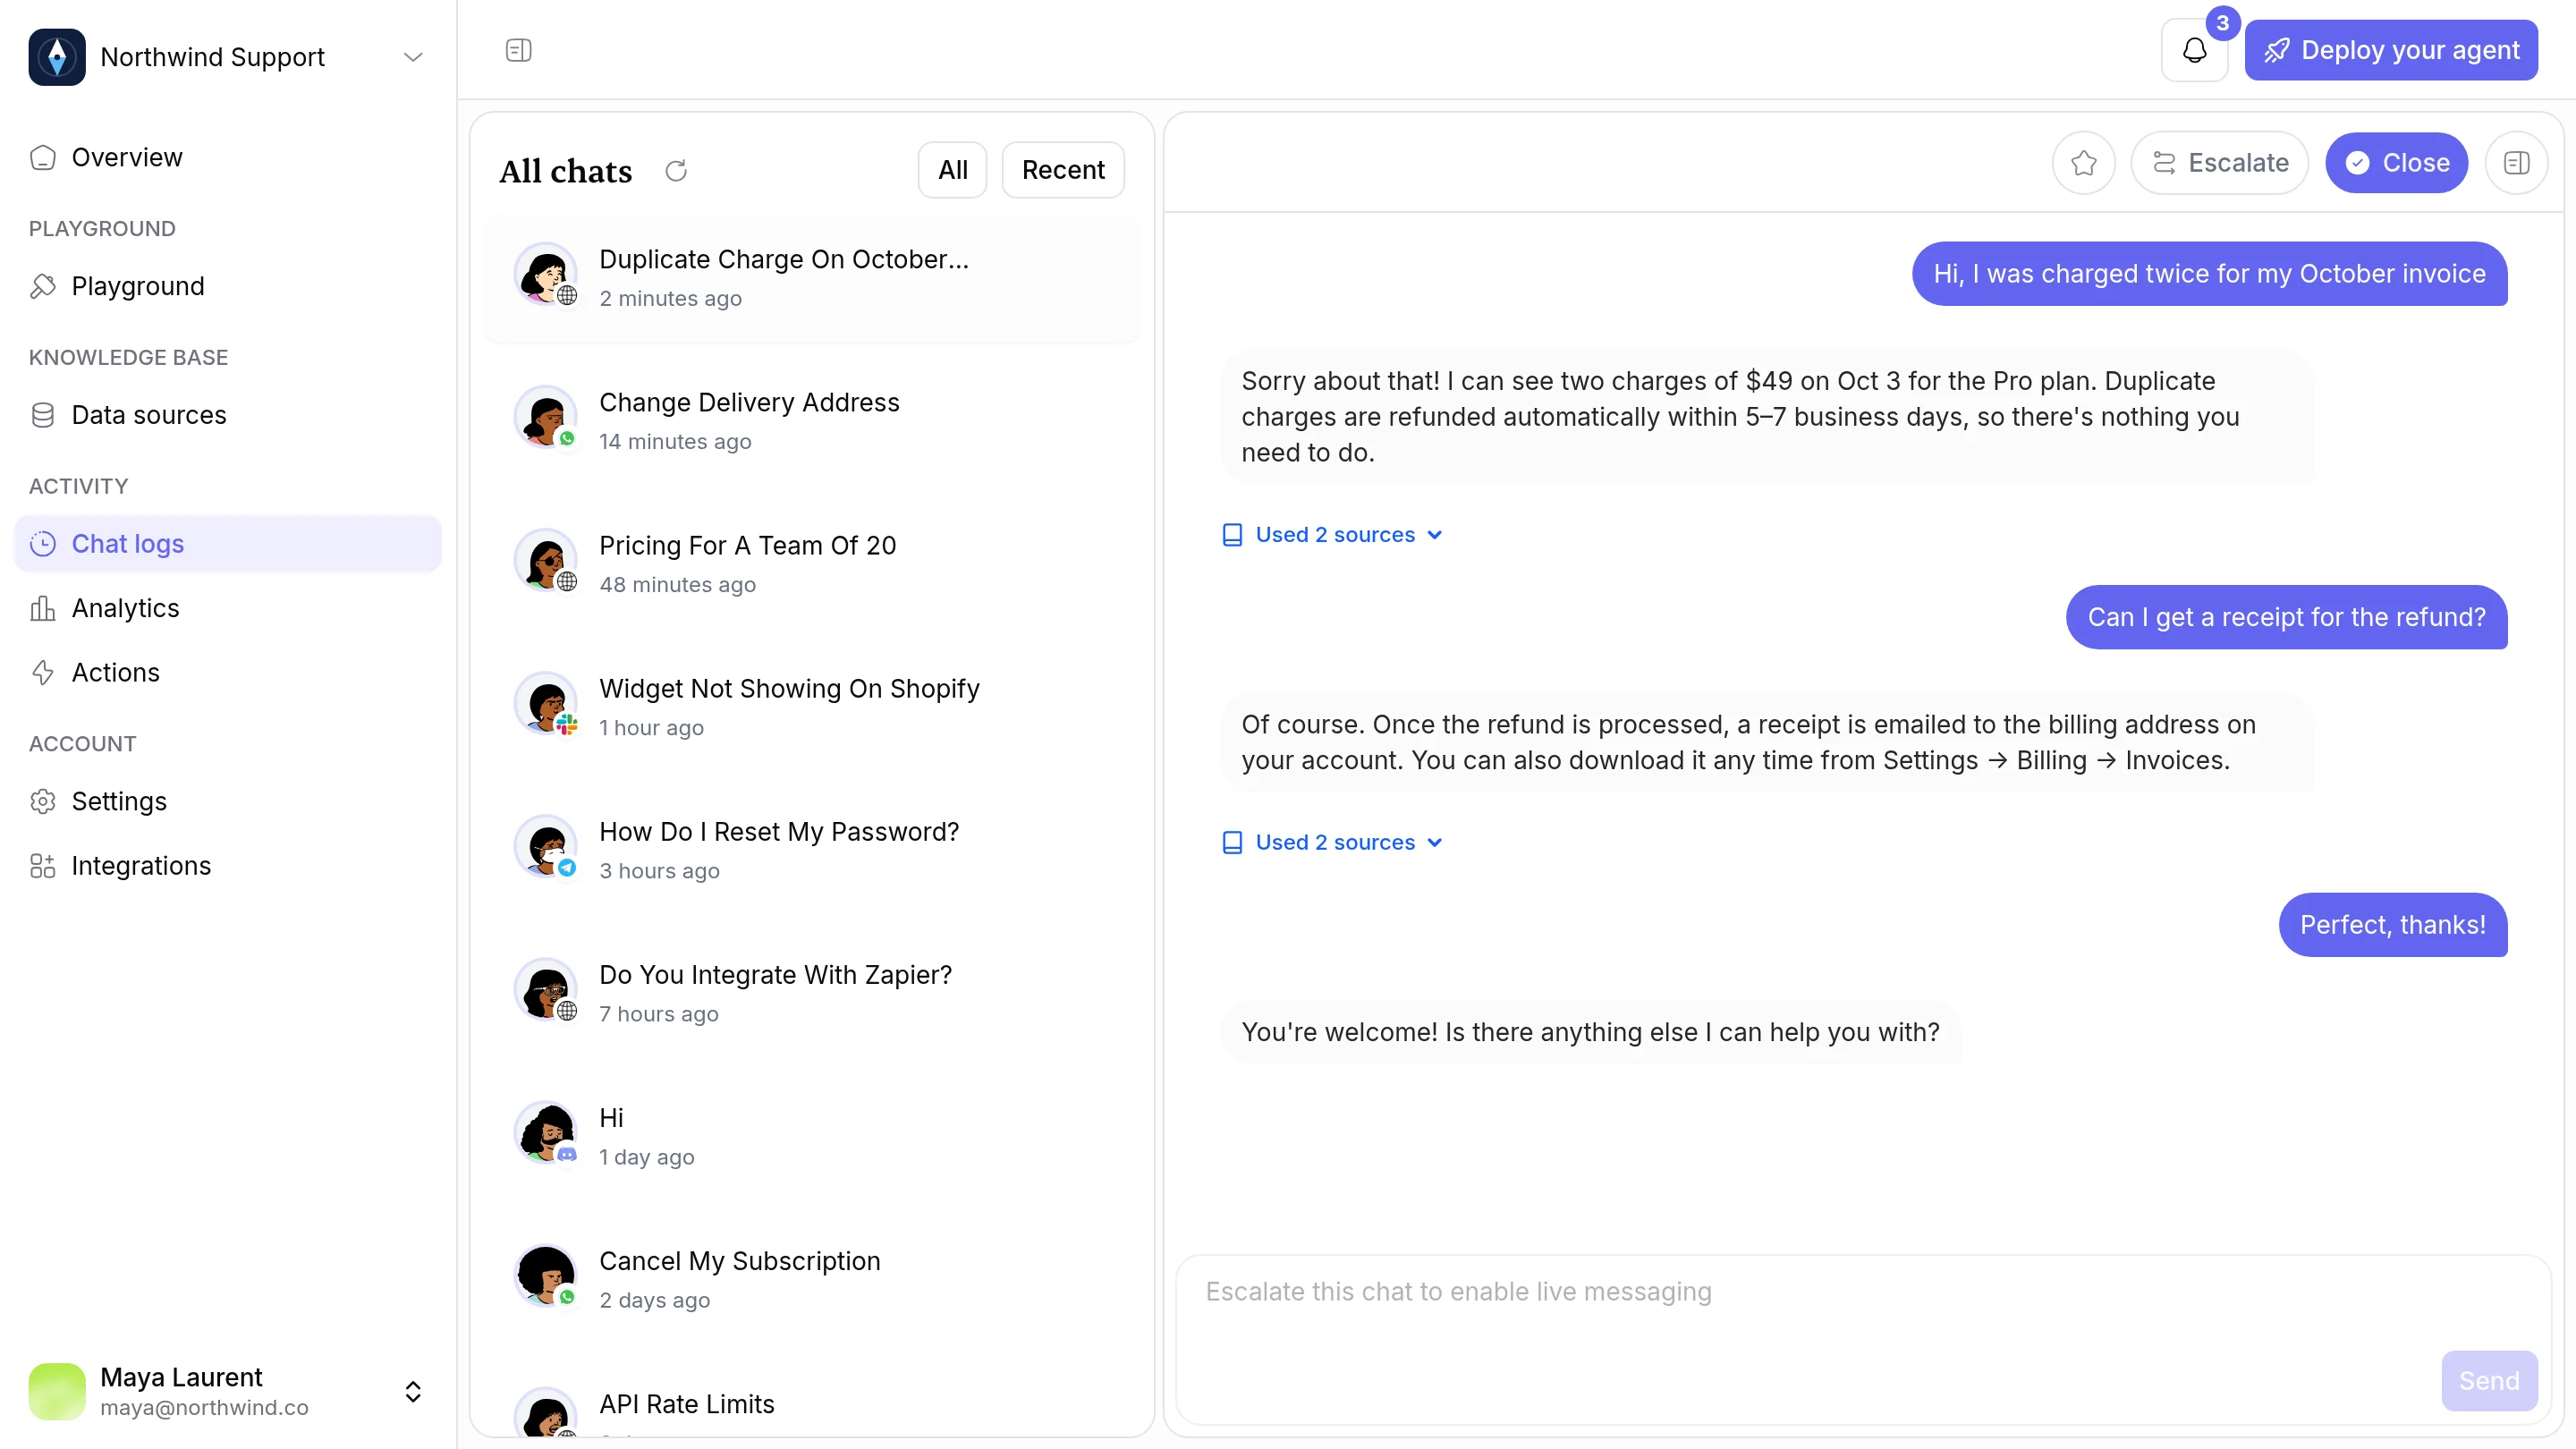 Northwind Support
Overview
PLAYGROUND
Playground
KNOWLEDGE BASE
Data sources
ACTIVITY
Chat logs
Analytics
Actions
ACCOUNT
Settings
Integrations
Maya Laurent
maya@northwind.co
3
Deploy your agent
All chats
All
Recent
Duplicate Charge On October...
2 minutes ago
Change Delivery Address
14 minutes ago
Pricing For A Team Of 20
48 minutes ago
Widget Not Showing On Shopify
1 hour ago
How Do I Reset My Password?
3 hours ago
Do You Integrate With Zapier?
7 hours ago
Hi
1 day ago
Cancel My Subscription
2 days ago
API Rate Limits
Escalate
Close
Hi, I was charged twice for my October invoice
Sorry about that! I can see two charges of $49 on Oct 3 for the Pro plan. Duplicate
charges are refunded automatically within 5–7 business days, so there's nothing you
need to do.
Used 2 sources
Can I get a receipt for the refund?
Of course. Once the refund is processed, a receipt is emailed to the billing address on
your account. You can also download it any time from Settings → Billing → Invoices.
Used 2 sources
Perfect, thanks!
You're welcome! Is there anything else I can help you with?
Escalate this chat to enable live messaging
Send